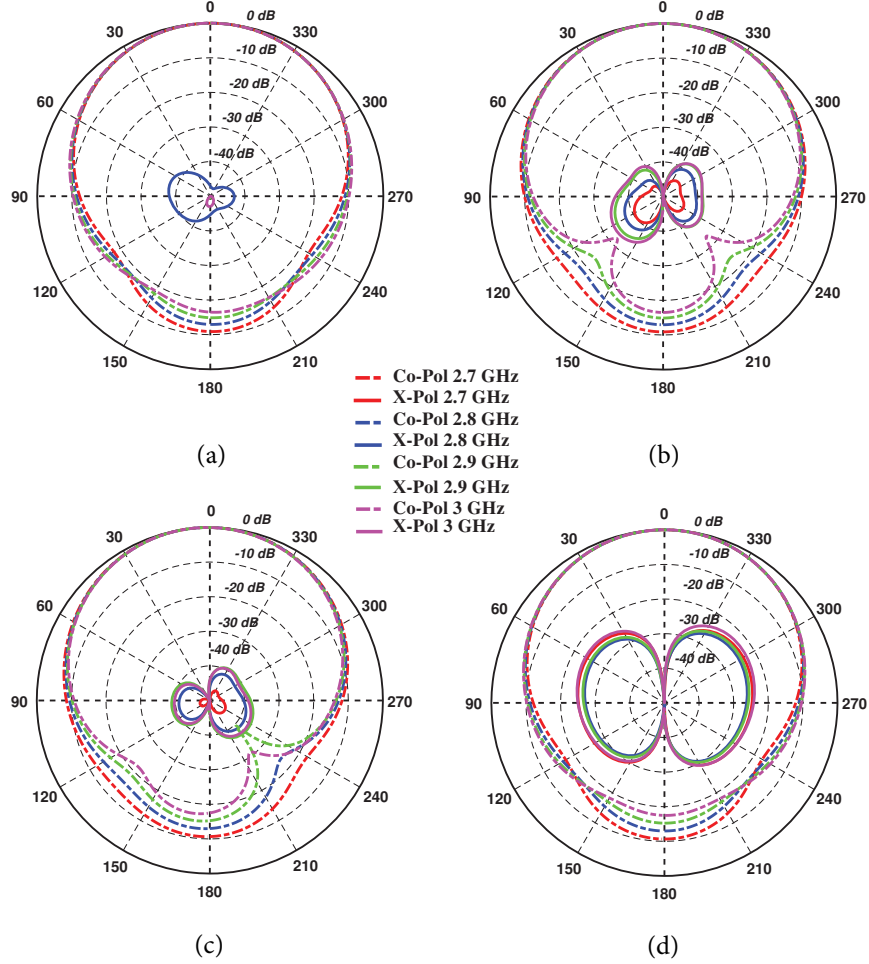 0
0 dB
30
-10 dB
60
300
-20 dB
-30 dB
-40 dB
90
270
120
240
150
210
180
(a)
0
0 dB
30
330
-10 dB
60
300
-20 dB
-30 dB
-40 dB
90
270
120
240
150
210
180
(b)
Co-Pol 2.7 GHz
X-Pol 2.7 GHz
Co-Pol 2.8 GHz
X-Pol 2.8 GHz
Co-Pol 2.9 GHz
X-Pol 2.9 GHz
Co-Pol 3 GHz
X-Pol 3 GHz
0
0 dB
30
330
-10 dB
60
300
-20 dB
-30 dB
-40 dB
90
270
120
240
150
210
180
(c)
0
0 dB
30
330
-10 dB
60
300
-20 dB
-30 dB
-40 dB
90
270
120
240
150
210
180
(d)